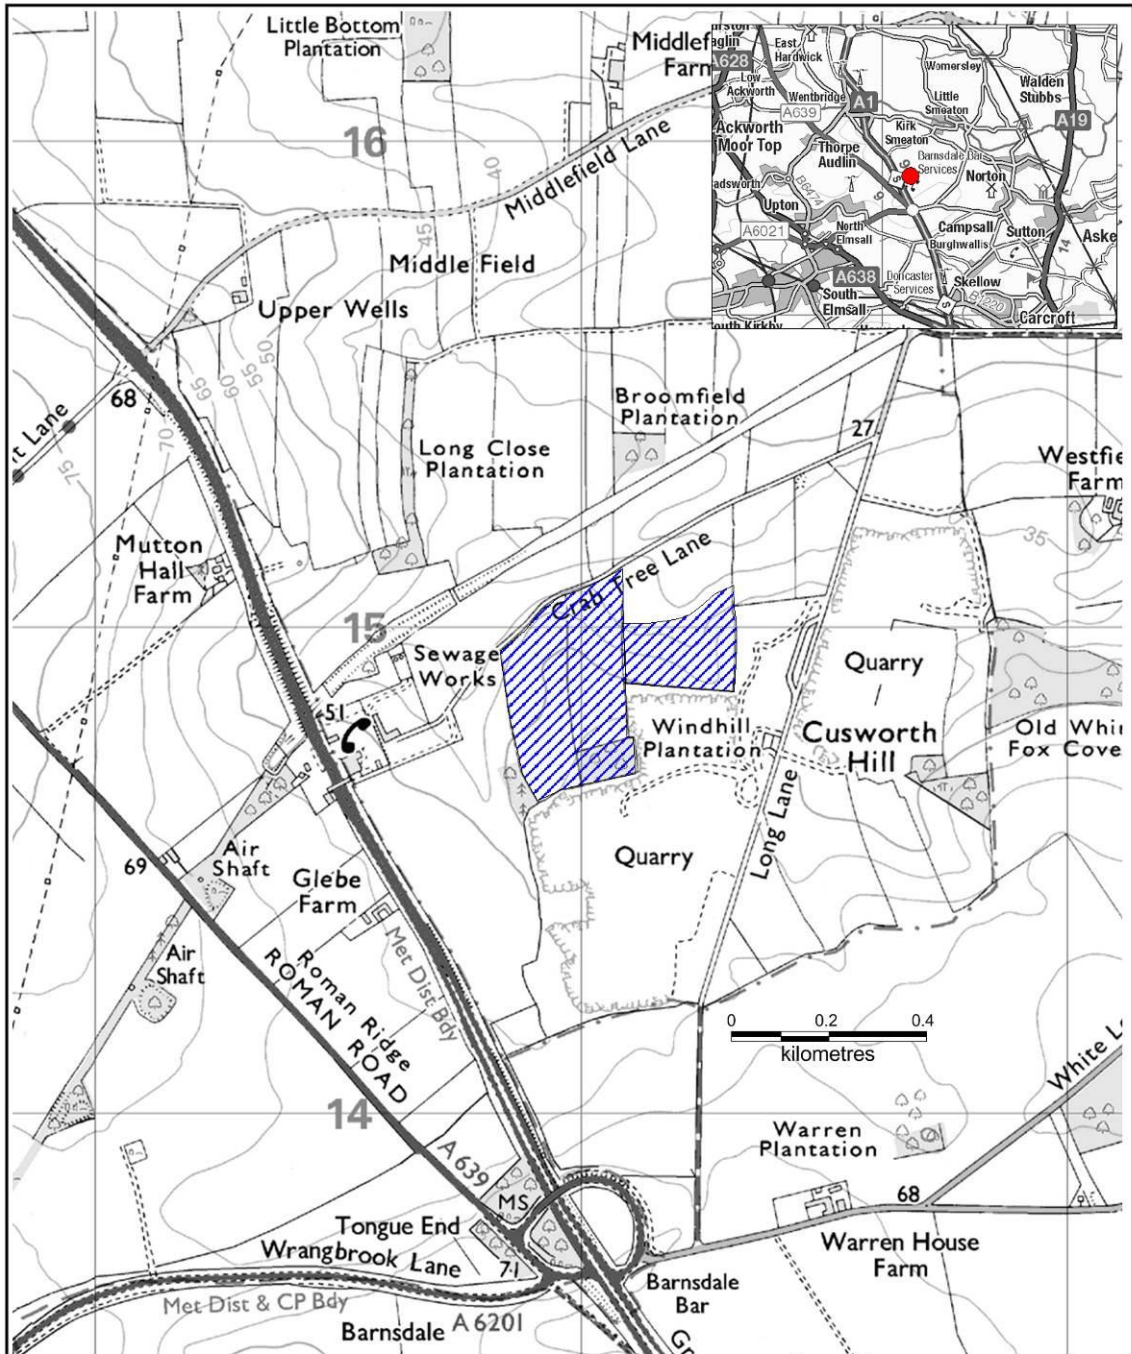 Little Bottom
Plantation
Middlef
Farm
16
Middlefield Lane
40
45
Middle Field
Upper Wells
50
55
60
65
68
70
75
Lane
Long Close
Plantation
Broomfield
Plantation
27
Westfie
Farm
35
Mutton
Hall
Farm
Crab Tree Lane
15
Sewage
Works
51
Quarry
Windhill
Plantation
Cusworth
Hill
Old Whin
Fox Cove
Long Lane
Quarry
69
Air
Shaft
Glebe
Farm
Air
Shaft
Met Dist Bdy
Roman Ridge
ROMAN ROAD
0 0.2 0.4
kilometres
White L
14
A 639
Warren
Plantation
MS
68
Tongue End
Wrangbrook Lane
71
Warren House
Farm
Barnsdale
Bar
Met Dist & CP Bdy
Barnsdale
A 6201
Gr
East
Hardwick
Womersley
A628
Low
Ackworth
Wentbridge
A1
Little
Smeaton
Walden
Stubbs
A639
A19
Ackworth
Moor Top
Kirk
Smeaton
Thorpe
Audlin
Barnsdale Bar
Services
Norton
adsworth
B6474
Upton
North
Elmsall
Campsall
Sutton
A6021
Burghwallis
Aske
14
A638
Doncaster
Services
Skellow
South
Elmsall
B1220
Carcroft
outh Kirkby